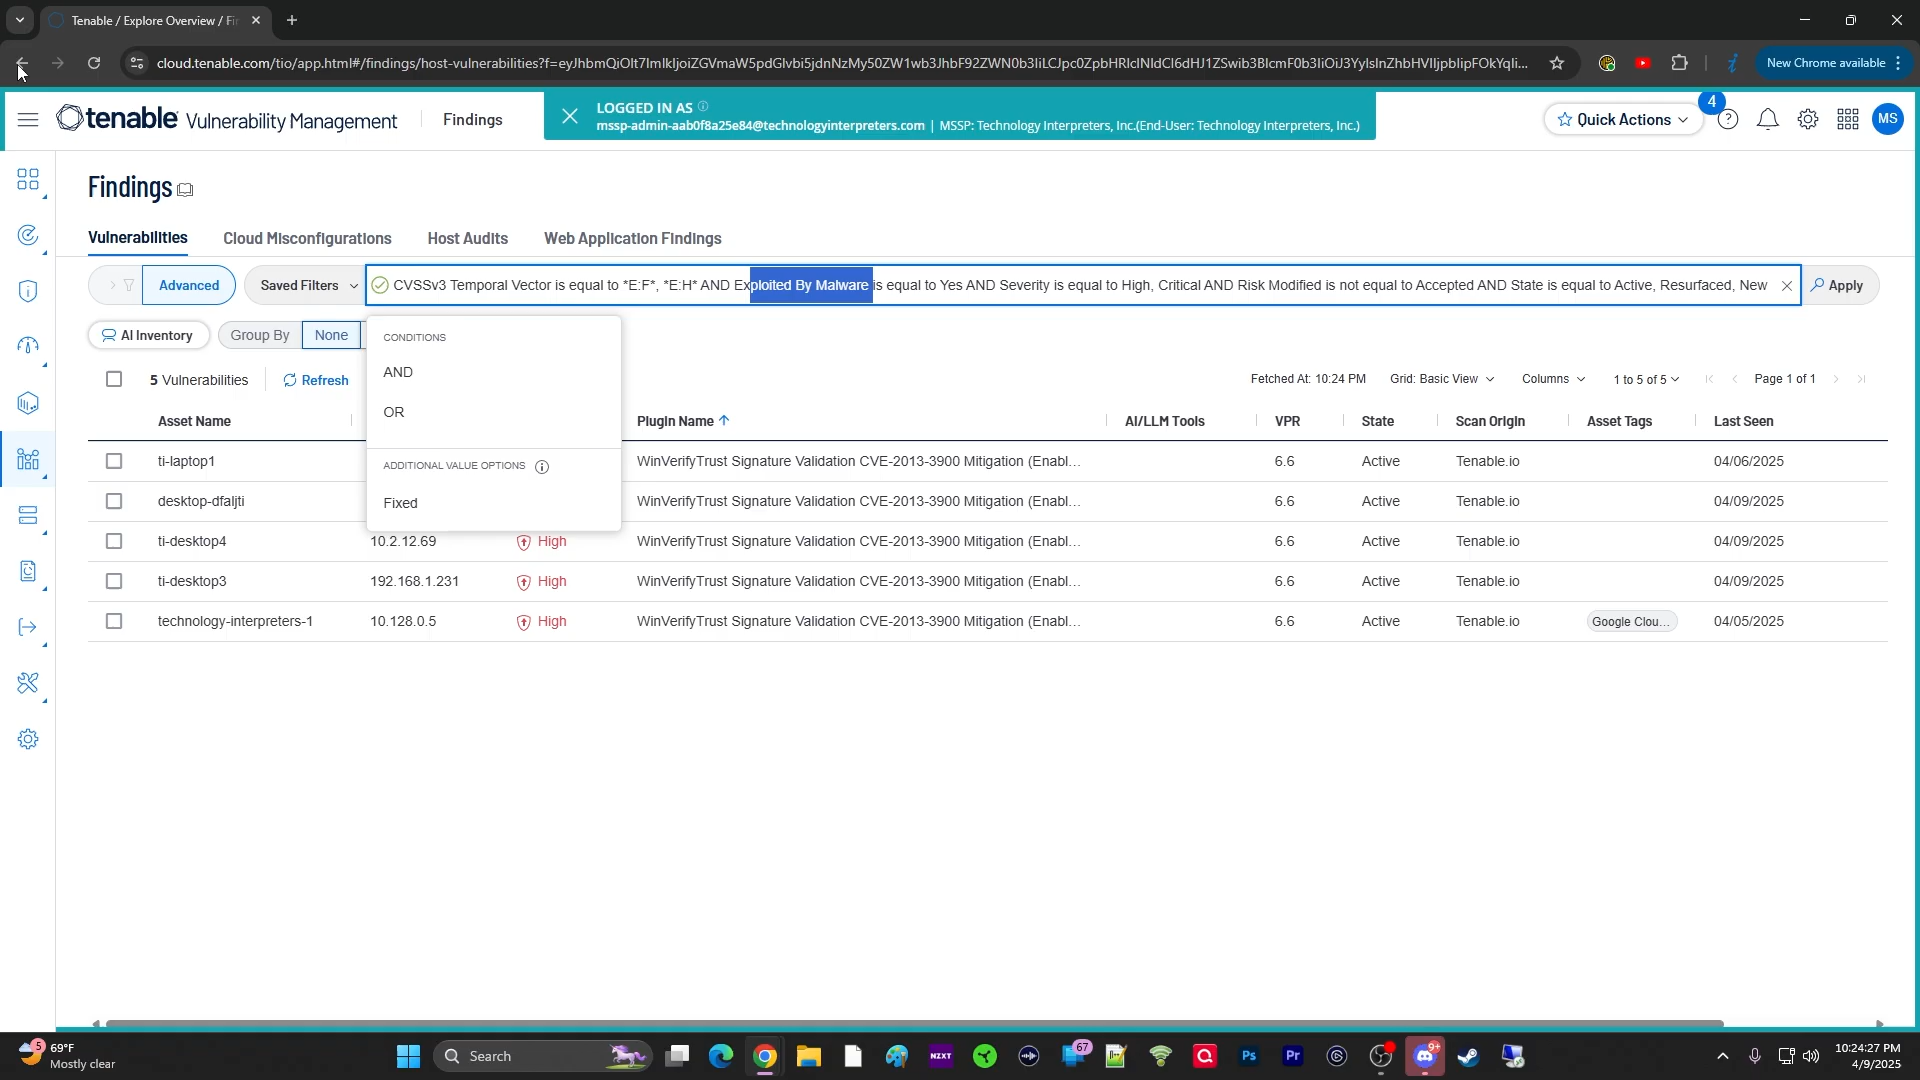 Tenable / Explore Overview / Fi
cloud.tenable.com/tio/app.html#/findings/host-vulnerabilities?f=
New Chrome available
tenable Vulnerability Management
Findings
LOGGED IN AS
mssp-admin-aab0f8a25e84@technologyinterpreters.com | MSSP: Technology Interpreters, Inc.(End-User: Technology Interpreters, Inc.)
Quick Actions
4
?
MS
Findings
Vulnerabilities
Cloud Misconfigurations
Host Audits
Web Application Findings
Advanced
Saved Filters
CVSSv3 Temporal Vector is equal to *E:F*, *E:H* AND Exploited By Malware is equal to Yes AND Severity is equal to High, Critical AND Risk Modified is not equal to Accepted AND State is equal to Active, Resurfaced, New
Apply
AI Inventory
Group By
None
CONDITIONS
AND
OR
ADDITIONAL VALUE OPTIONS
Fixed
5 Vulnerabilities
Refresh
Fetched At: 10:24 PM
Grid: Basic View
Columns
1 to 5 of 5
Page 1 of 1
Asset Name
Plugin Name
AI/LLM Tools
VPR
State
Scan Origin
Asset Tags
Last Seen
ti-laptop1 WinVerifyTrust Signature Validation CVE-2013-3900 Mitigation (Enabl... 6.6 Active Tenable.io 04/06/2025
desktop-dfaljti WinVerifyTrust Signature Validation CVE-2013-3900 Mitigation (Enabl... 6.6 Active Tenable.io 04/09/2025
ti-desktop4 10.2.12.69 High WinVerifyTrust Signature Validation CVE-2013-3900 Mitigation (Enabl... 6.6 Active Tenable.io 04/09/2025
ti-desktop3 192.168.1.231 High WinVerifyTrust Signature Validation CVE-2013-3900 Mitigation (Enabl... 6.6 Active Tenable.io 04/09/2025
technology-interpreters-1 10.128.0.5 High WinVerifyTrust Signature Validation CVE-2013-3900 Mitigation (Enabl... 6.6 Active Tenable.io Google Clou... 04/05/2025
5
69°F
Mostly clear
Search
NZXT
67
Ps
Pr
9+
10:24:27 PM
4/9/2025